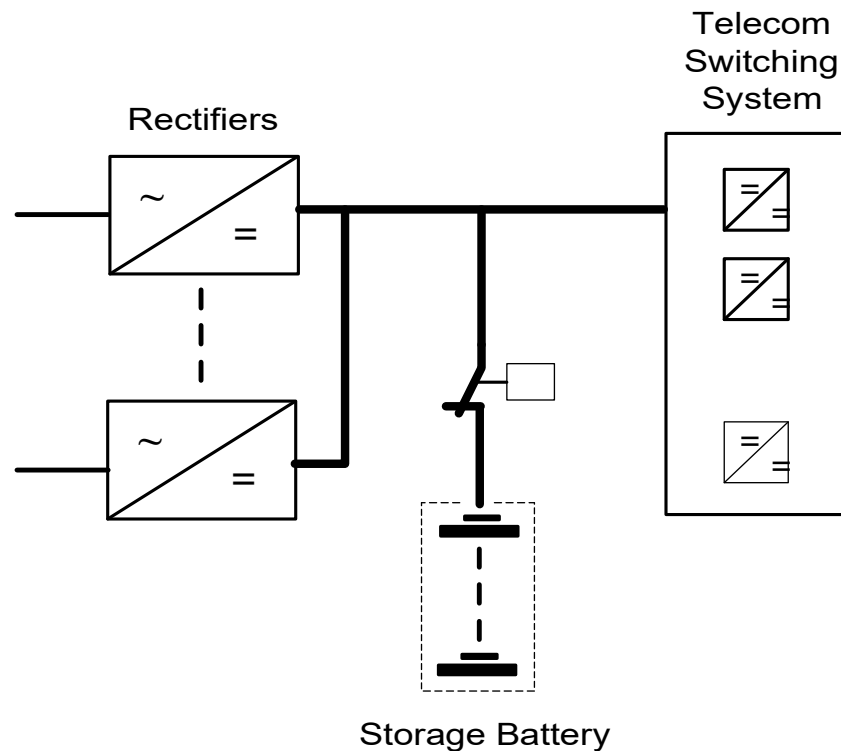 Telecom
Switching
System
Rectifiers
~
=
=
=
=
=
~
=
=
=
Storage Battery